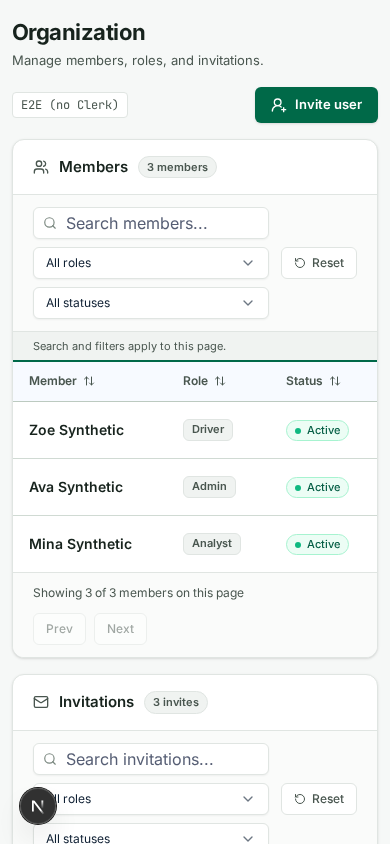 Organization
Manage members, roles, and invitations.
E2E (no Clerk)
Invite user
Members
3 members
Search members...
All roles
Reset
All statuses
Search and filters apply to this page.
Member
Role
Status
Zoe Synthetic
Driver
Active
Ava Synthetic
Admin
Active
Mina Synthetic
Analyst
Active
Showing 3 of 3 members on this page
Prev
Next
Invitations
3 invites
Search invitations...
roles
Reset
All statuses